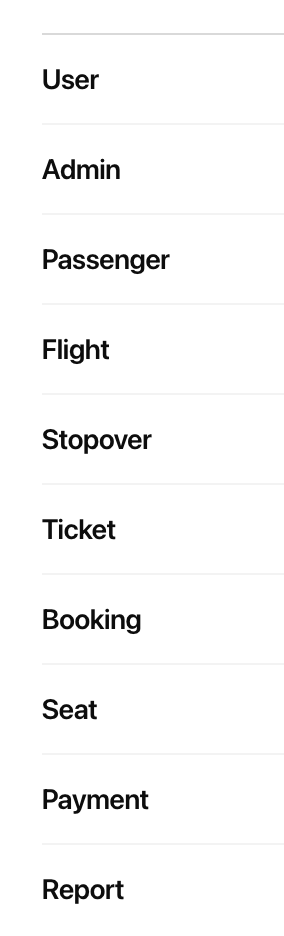 User
Admin
Passenger
Flight
Stopover
Ticket
Booking
Seat
Payment
Report